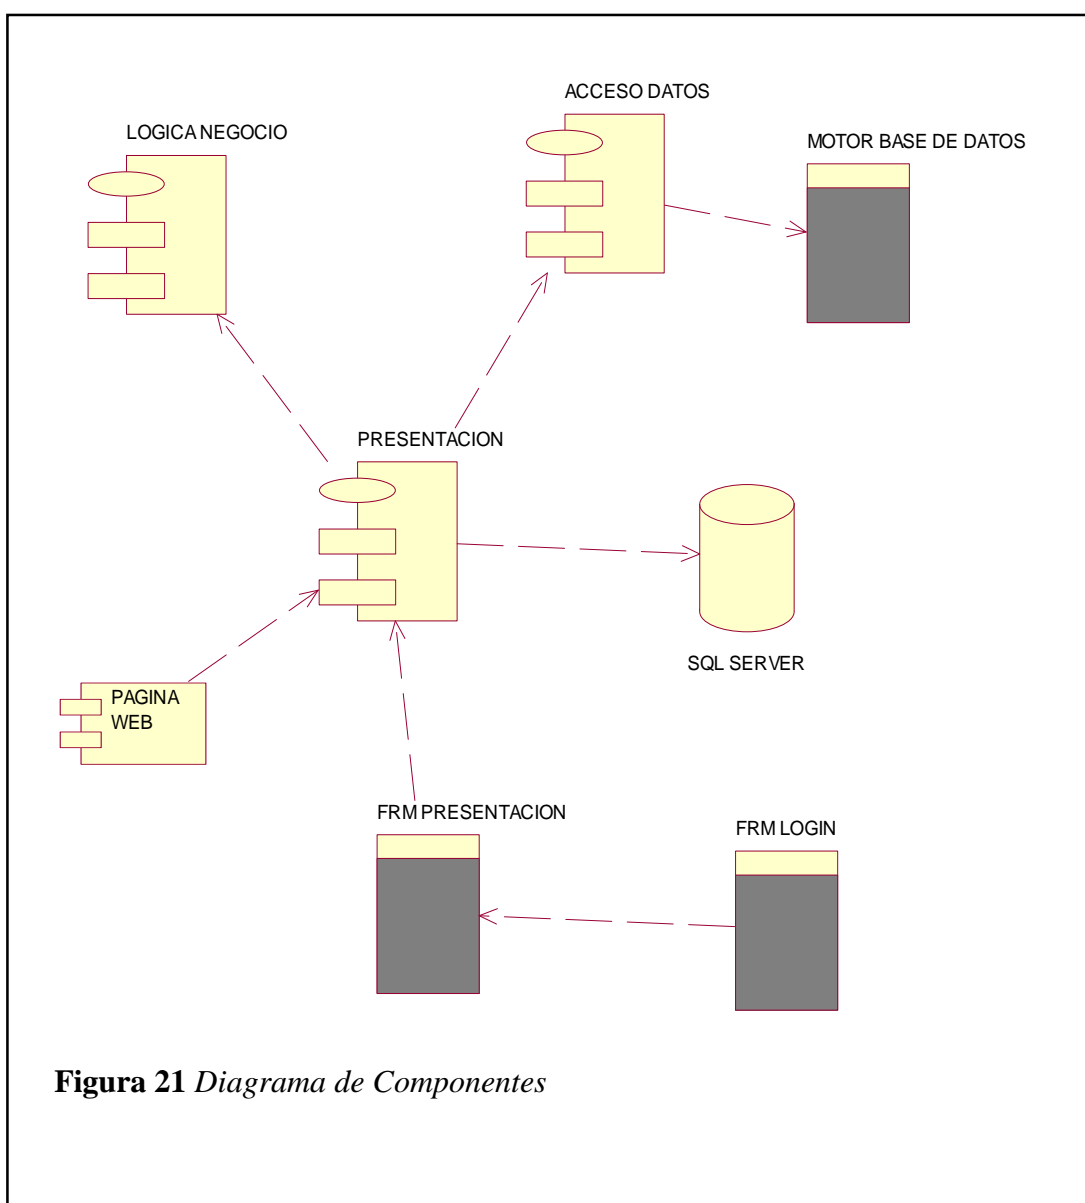 ACCESO DATOS
LOGICA NEGOCIO
MOTOR BASE DE DATOS
PRESENTACION
SQL SERVER
PAGINA
WEB
FRM PRESENTACION
FRM LOGIN
Figura 21 Diagrama de Componentes